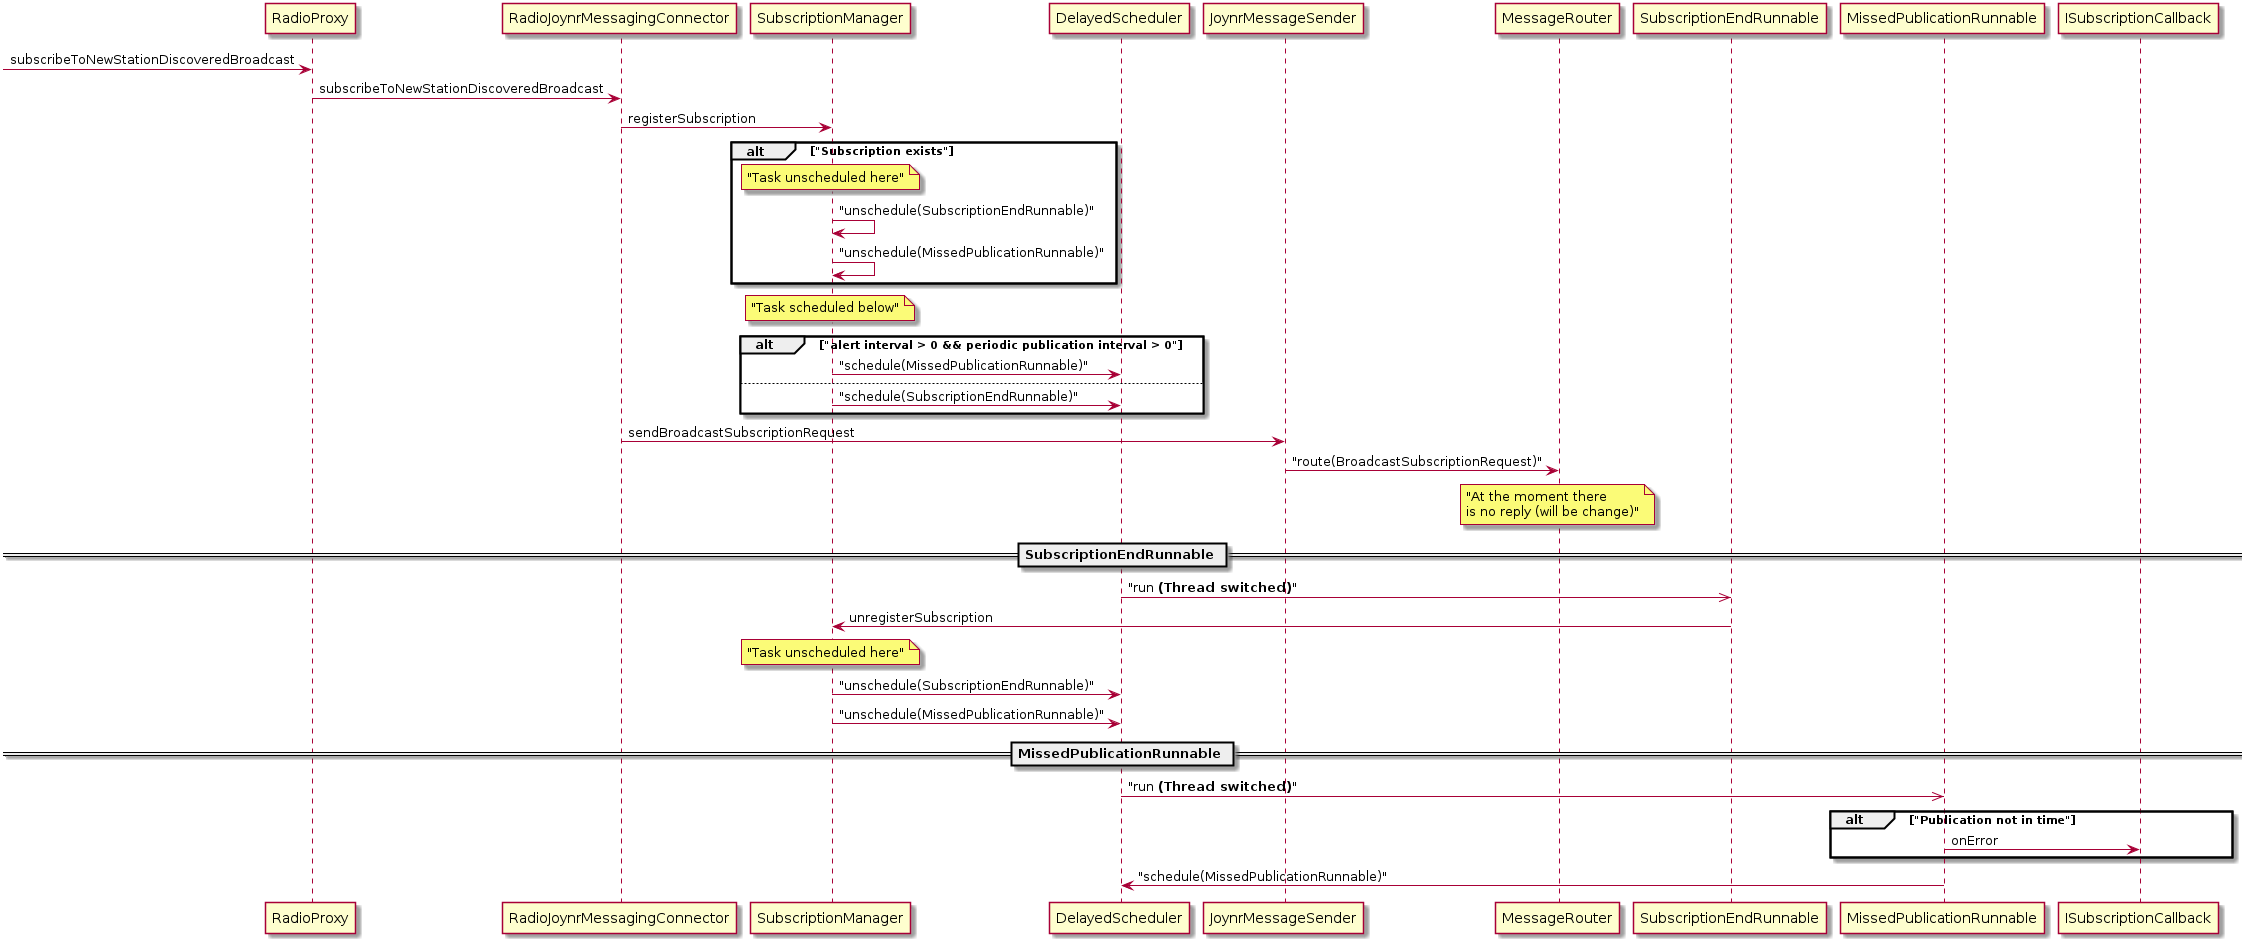 RadioProxy
RadioJoynrMessagingConnector
SubscriptionManager
DelayedScheduler
JoynrMessageSender
MessageRouter
SubscriptionEndRunnable
MissedPublicationRunnable
ISubscriptionCallback
subscribeToNewStationDiscoveredBroadcast
subscribeToNewStationDiscoveredBroadcast
registerSubscription
alt
["Subscription exists"]
"Task unscheduled here"
"unschedule(SubscriptionEndRunnable)"
"unschedule(MissedPublicationRunnable)"
"Task scheduled below"
alt
["alert interval > 0 && periodic publication interval > 0"]
"schedule(MissedPublicationRunnable)"
"schedule(SubscriptionEndRunnable)"
sendBroadcastSubscriptionRequest
"route(BroadcastSubscriptionRequest)"
"At the moment there
is no reply (will be change)"
SubscriptionEndRunnable
"run (Thread switched)"
unregisterSubscription
"Task unscheduled here"
"unschedule(SubscriptionEndRunnable)"
"unschedule(MissedPublicationRunnable)"
MissedPublicationRunnable
"run (Thread switched)"
alt
["Publication not in time"]
onError
"schedule(MissedPublicationRunnable)"
RadioProxy
RadioJoynrMessagingConnector
SubscriptionManager
DelayedScheduler
JoynrMessageSender
MessageRouter
SubscriptionEndRunnable
MissedPublicationRunnable
ISubscriptionCallback